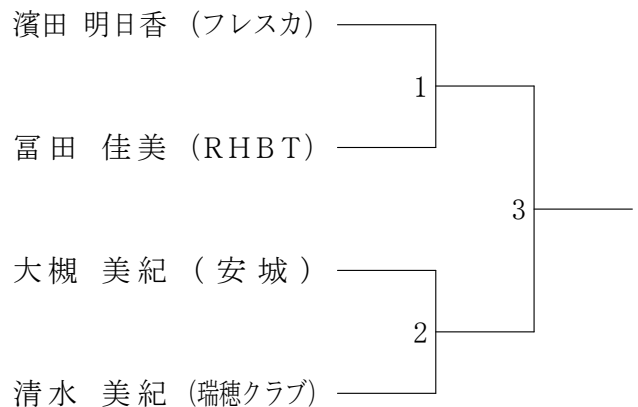 濱田 明日香 (フレスカ)
1
冨田 佳美 (RHBT)
3
大槻 美紀 (安城)
2
清水 美紀 (瑞穂クラブ)